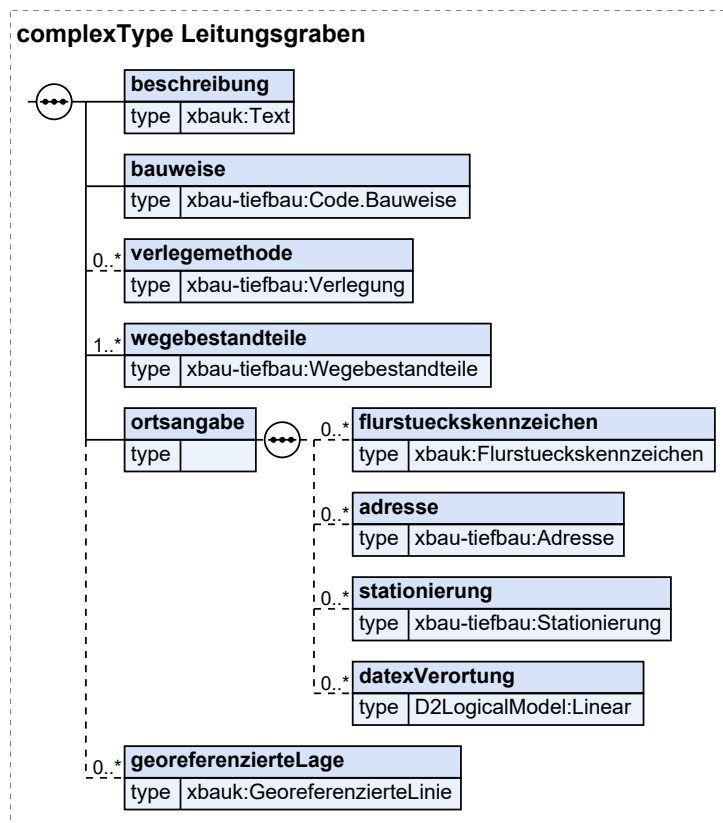 complexType Leitungsgraben
beschreibung
type xbauk:Text
bauweise
type xbau-tiefbau:Code.Bauweise
0..* verlegemethode
type xbau-tiefbau:Verlegung
1..* wegebestandteile
type xbau-tiefbau:Wegebestandteile
ortsangabe
type
0..* flurstueckskennzeichen
type xbauk:Flurstueckskennzeichen
0..* adresse
type xbau-tiefbau:Adresse
0..* stationierung
type xbau-tiefbau:Stationierung
0..* datexVerortung
type D2LogicalModel:Linear
0..* georeferenzierteLage
type xbauk:GeoreferenzierteLinie